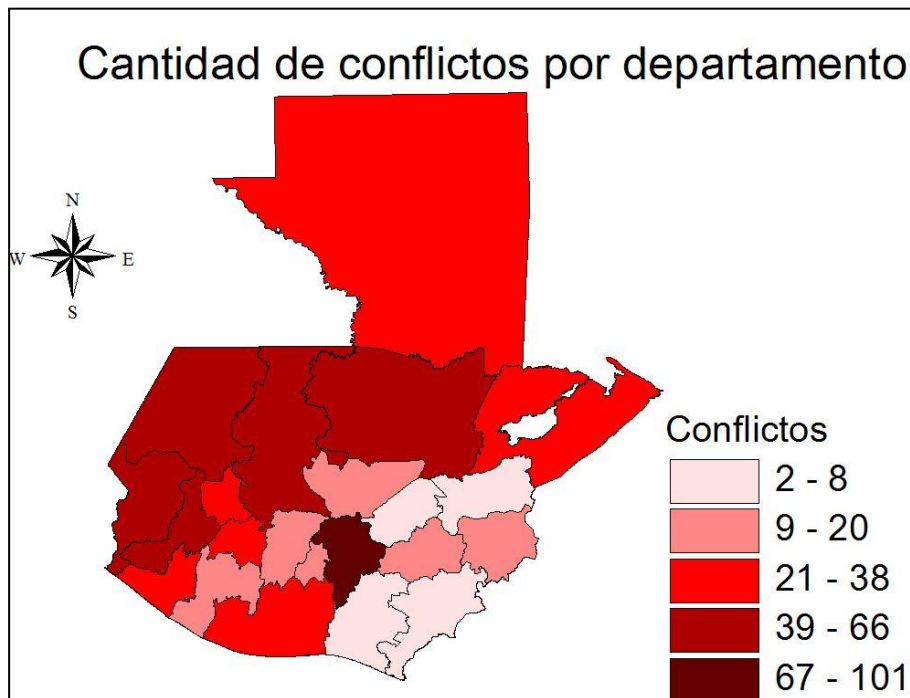 Cantidad de conflictos por departamento
N
W
E
S
Conflictos
2 - 8
9 - 20
21 - 38
39 - 66
67 - 101